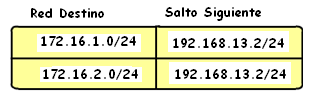 Red Destino Salto Siguiente
172.16.1.0/24 192.168.13.2/24
172.16.2.0/24 192.168.13.2/24